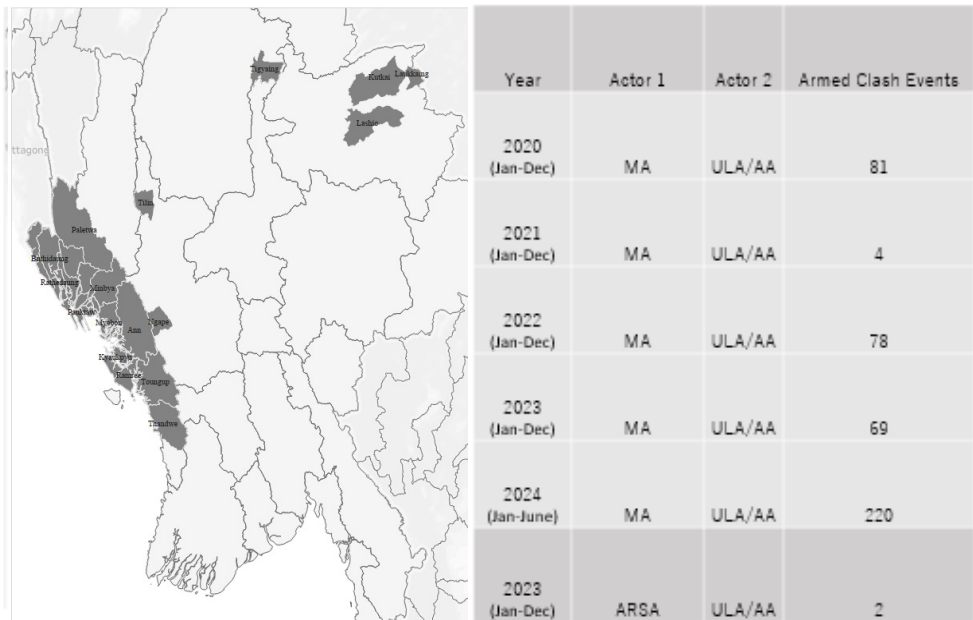 Tigyaing
Kutkai
Laukkaing
Lashio
ttagong
Tilin
Paletwa
Buthidaung
Rathedaung
Minbya
Pauktaw
Myebon
Ann
Ngape
Kyaukpyu
Ramree
Toungup
Thandwe
Year Actor 1 Actor 2 Armed Clash Events
2020
(Jan-Dec) MA ULA/AA 81
2021
(Jan-Dec) MA ULA/AA 4
2022
(Jan-Dec) MA ULA/AA 78
2023
(Jan-Dec) MA ULA/AA 69
2024
(Jan-June) MA ULA/AA 220
2023
(Jan-Dec) ARSA ULA/AA 2